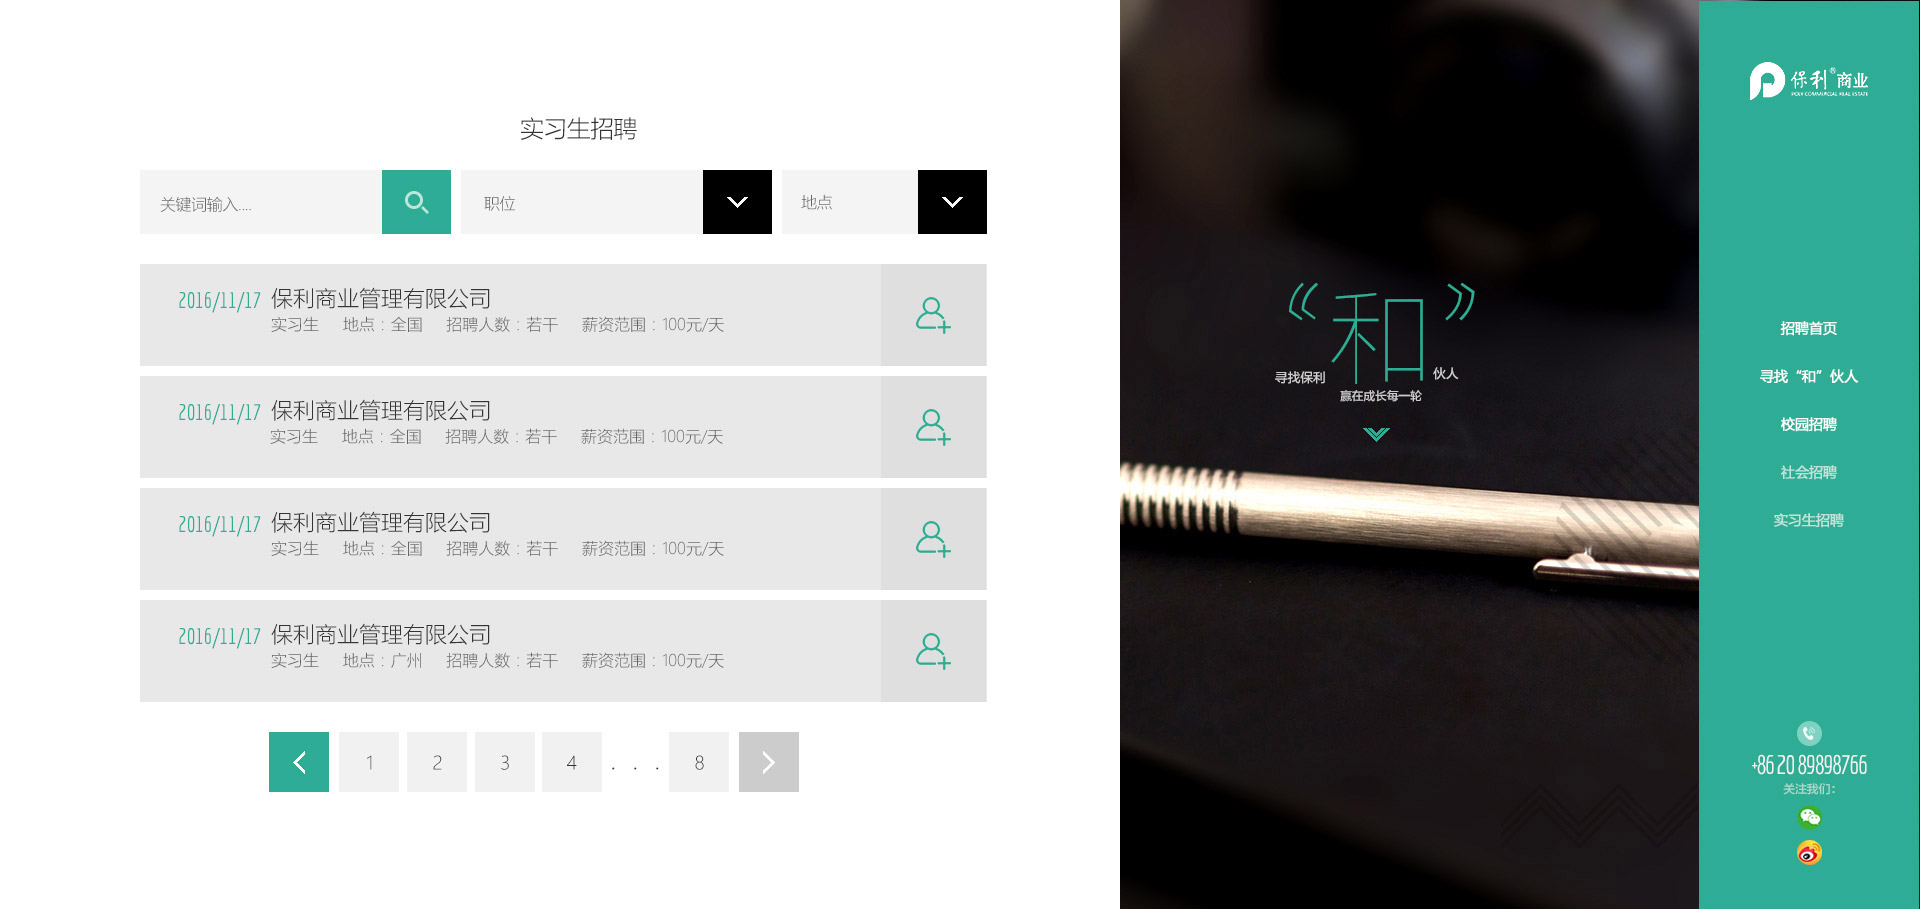 实习生招聘
关键词输入....
职位
地点
2016/11/17 保利商业管理有限公司
实习生 地点：全国 招聘人数：若干 薪资范围：100元/天
2016/11/17 保利商业管理有限公司
实习生 地点：全国 招聘人数：若干 薪资范围：100元/天
2016/11/17 保利商业管理有限公司
实习生 地点：全国 招聘人数：若干 薪资范围：100元/天
2016/11/17 保利商业管理有限公司
实习生 地点：广州 招聘人数：若干 薪资范围：100元/天
1 2 3 4 . . . 8
“和”
寻找保利
伙人
赢在成长每一轮
保利®商业
POLY COMMERCIAL REAL ESTATE
招聘首页
寻找“和”伙人
校园招聘
社会招聘
实习生招聘
+86 20 89898766
关注我们：